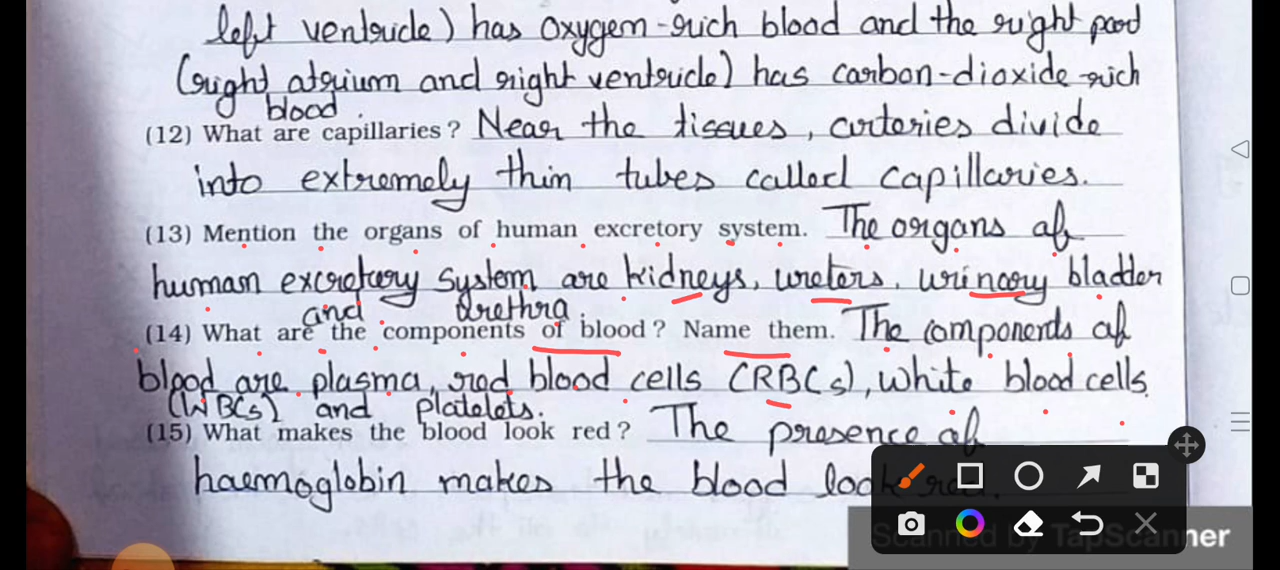 left ventricle) has oxygen-rich blood and the right part
(right atrium and right ventricle) has carbon-dioxide-rich
blood.
(12) What are capillaries? Near the tissues, arteries divide
into extremely thin tubes called capillaries.
(13) Mention the organs of human excretory system. The organs of
human excretory system are kidneys, ureters, urinary bladder
and urethra.
(14) What are the components of blood? Name them. The components of
blood are plasma, red blood cells (RBCs), white blood cells
(WBCs) and platelets.
(15) What makes the blood look red? The presence of
haemoglobin makes the blood look red.
Scanned by TapScanner